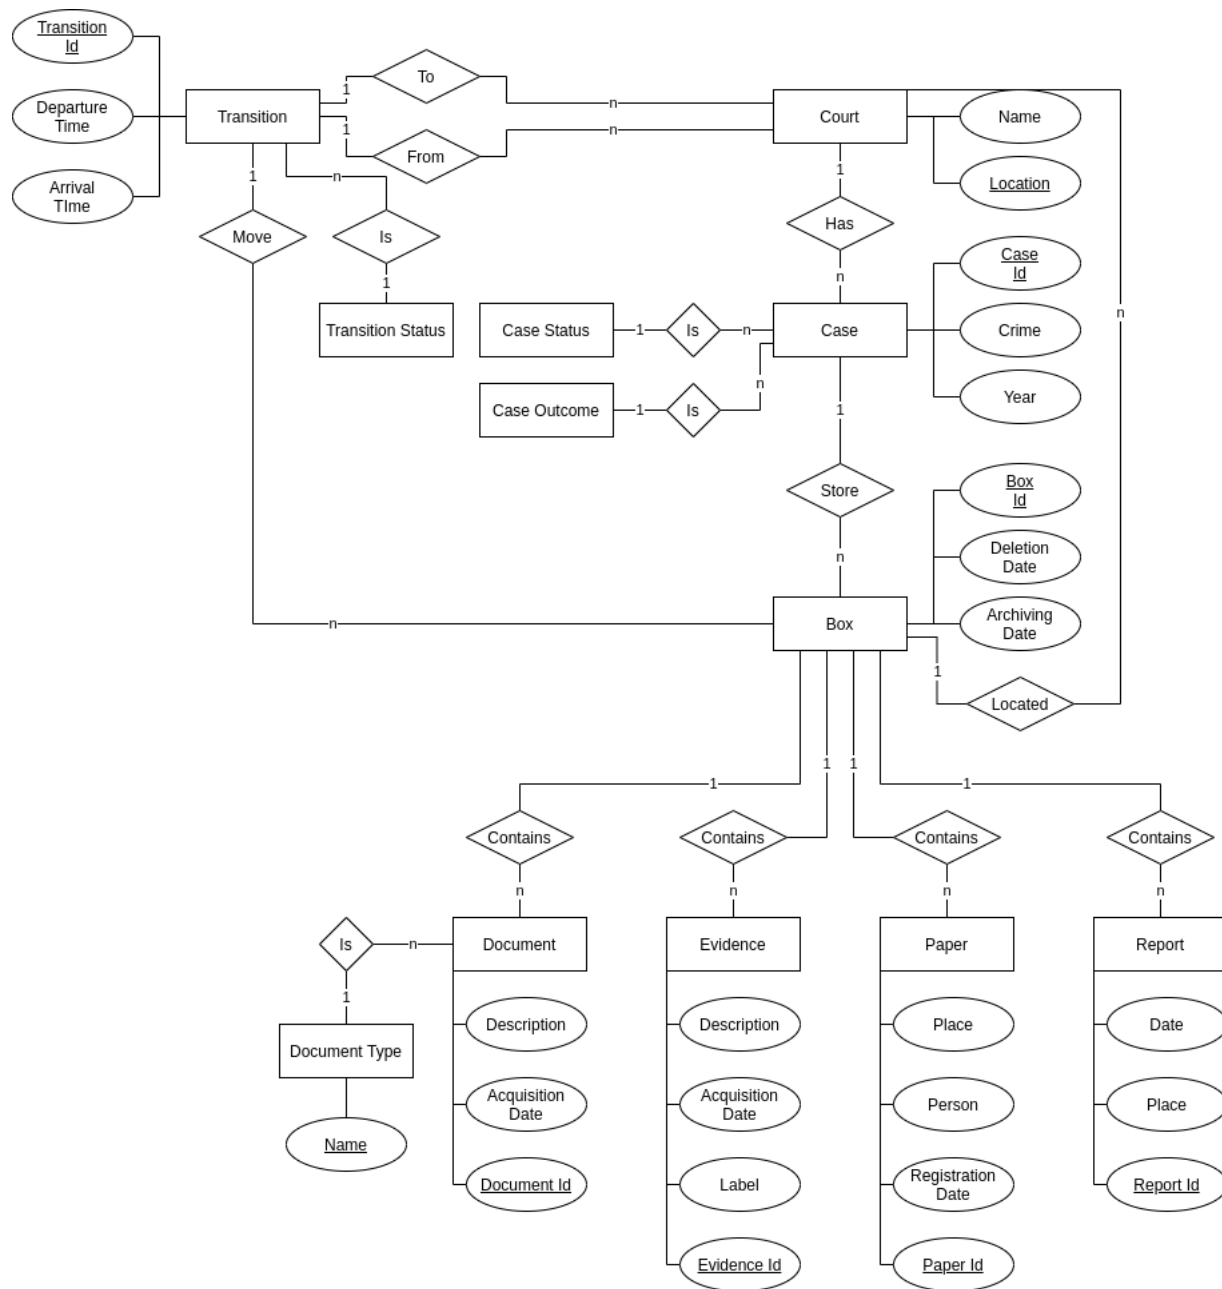 Transition
Id
Departure
Time
Arrival
TIme
Transition
To
1
n
From
1
n
Court
Name
Location
1
Move
n
Is
1
Transition Status
1
Has
n
Case Status
1
Is
n
Case
Case
Id
Crime
Year
n
Case Outcome
1
Is
n
1
Store
n
Box
Id
Deletion
Date
Archiving
Date
n
Box
1
Located
1
1
1
1
Contains
Contains
Contains
Contains
n
n
n
n
Is
n
Document
Evidence
Paper
Report
1
Document Type
Name
Description
Description
Place
Date
Acquisition
Date
Acquisition
Date
Person
Place
Document Id
Label
Registration
Date
Report Id
Evidence Id
Paper Id